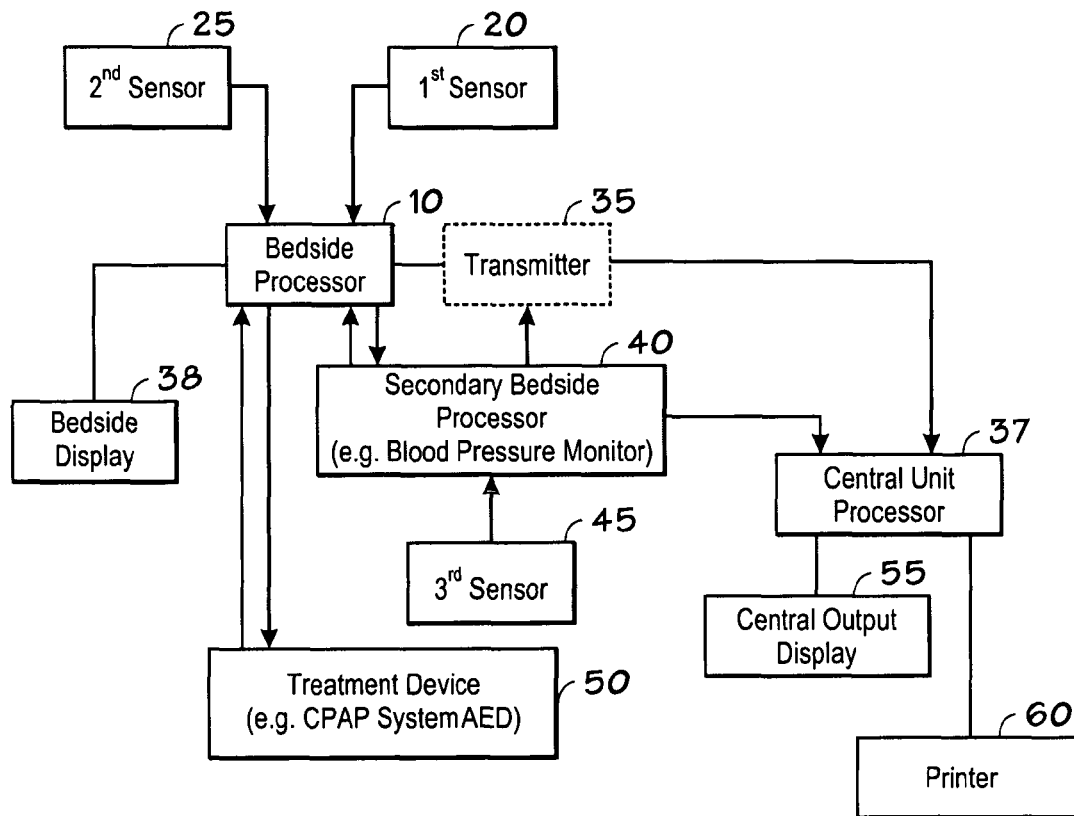 25
20
2nd Sensor
1st Sensor
10
35
Bedside
Processor
Transmitter
40
38
Secondary Bedside
Processor
(e.g. Blood Pressure Monitor)
Bedside
Display
37
Central Unit
Processor
45
3rd Sensor
55
Central Output
Display
50
Treatment Device
(e.g. CPAP System AED)
60
Printer